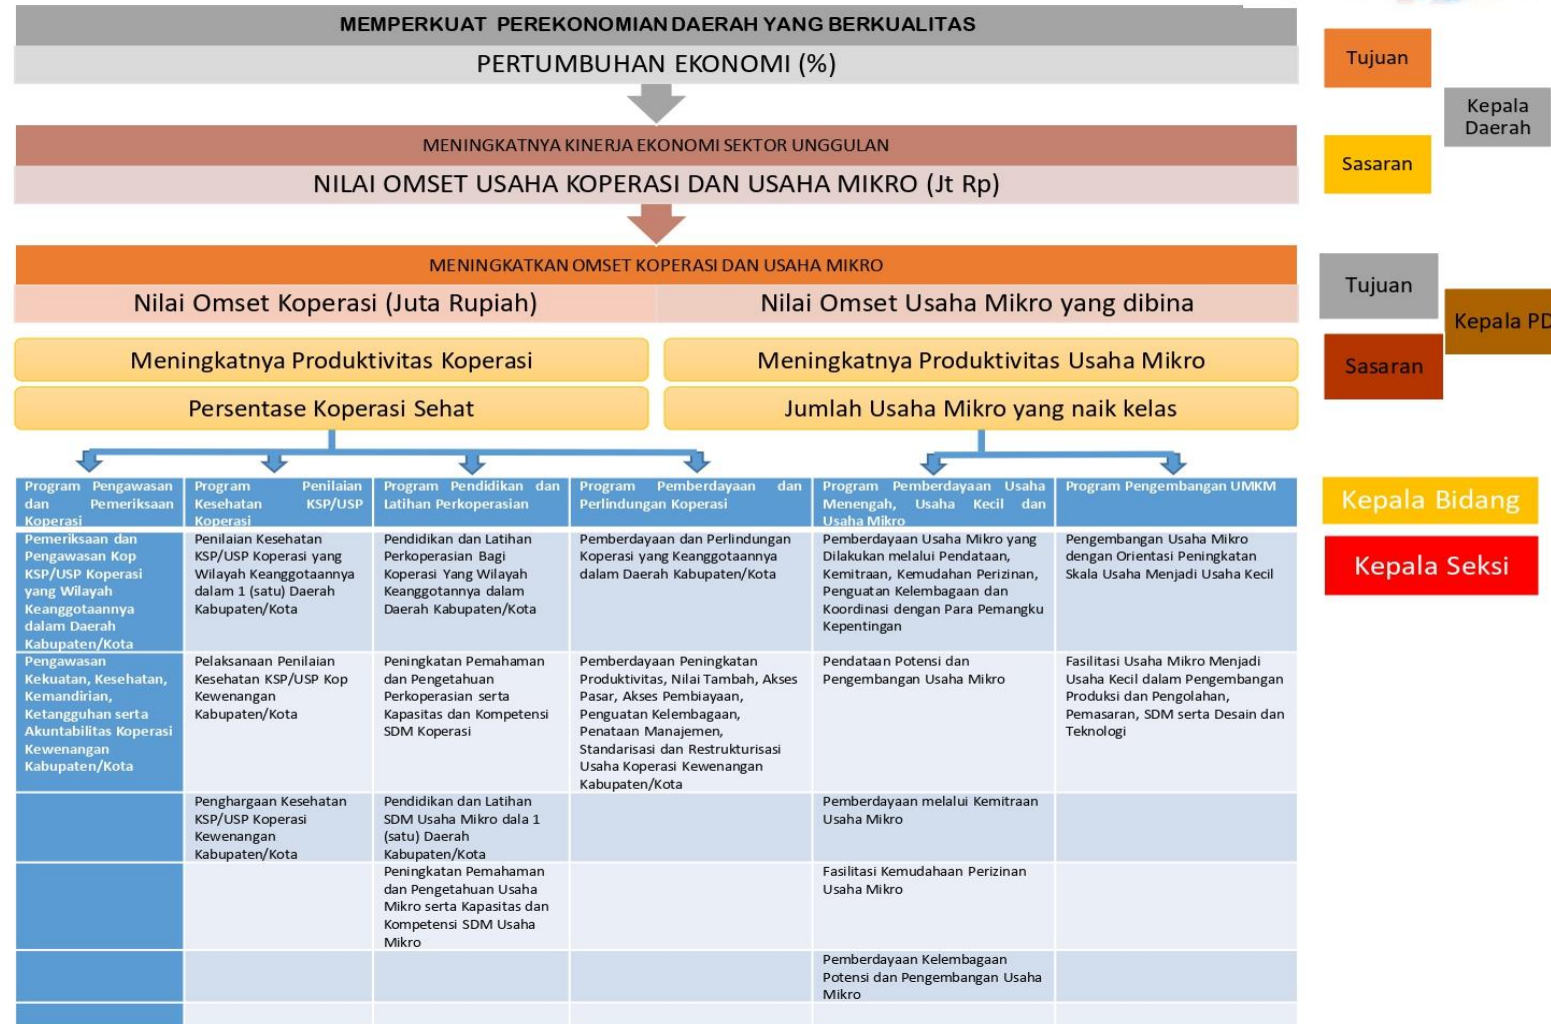 MEMPERKUAT PEREKONOMIAN DAERAH YANG BERKUALITAS
PERTUMBUHAN EKONOMI (%)
MENINGKATNYA KINERJA EKONOMI SEKTOR UNGGULAN
NILAI OMSET USAHA KOPERASI DAN USAHA MIKRO (Jt Rp)
MENINGKATKAN OMSET KOPERASI DAN USAHA MIKRO
Nilai Omset Koperasi (Juta Rupiah)
Nilai Omset Usaha Mikro yang dibina
Meningkatnya Produktivitas Koperasi
Meningkatnya Produktivitas Usaha Mikro
Persentase Koperasi Sehat
Jumlah Usaha Mikro yang naik kelas
Tujuan
Kepala
Daerah
Sasaran
Tujuan
Kepala PD
Sasaran
Kepala Bidang
Kepala Seksi
Program Pengawasan
dan Pemeriksaan
Koperasi
Program Penilaian
Kesehatan KSP/USP
Koperasi
Program Pendidikan dan
Latihan Perkoperasian
Program Pemberdayaan dan
Perlindungan Koperasi
Program Pemberdayaan Usaha
Menengah, Usaha Kecil dan
Usaha Mikro
Program Pengembangan UMKM
Pemeriksaan dan
Pengawasan Kop
KSP/USP Koperasi
yang Wilayah
Keanggotaannya
dalam Daerah
Kabupaten/Kota
Penilaian Kesehatan
KSP/USP Koperasi yang
Wilayah Keanggotaannya
dalam 1 (satu) Daerah
Kabupaten/Kota
Pendidikan dan Latihan
Perkoperasian Bagi
Koperasi Yang Wilayah
Keanggotannya dalam
Daerah Kabupaten/Kota
Pemberdayaan dan Perlindungan
Koperasi yang Keanggotaannya
dalam Daerah Kabupaten/Kota
Pemberdayaan Usaha Mikro yang
Dilakukan melalui Pendataan,
Kemitraan, Kemudahan Perizinan,
Penguatan Kelembagaan dan
Koordinasi dengan Para Pemangku
Kepentingan
Pengembangan Usaha Mikro
dengan Orientasi Peningkatan
Skala Usaha Menjadi Usaha Kecil
Pengawasan
Kekuatan, Kesehatan,
Kemandirian,
Ketangguhan serta
Akuntabilitas Koperasi
Kewenangan
Kabupaten/Kota
Pelaksanaan Penilaian
Kesehatan KSP/USP Kop
Kewenangan
Kabupaten/Kota
Peningkatan Pemahaman
dan Pengetahuan
Perkoperasian serta
Kapasitas dan Kompetensi
SDM Koperasi
Pemberdayaan Peningkatan
Produktivitas, Nilai Tambah, Akses
Pasar, Akses Pembiayaan,
Penguatan Kelembagaan,
Penataan Manajemen,
Standarisasi dan Restrukturisasi
Usaha Koperasi Kewenangan
Kabupaten/Kota
Pendataan Potensi dan
Pengembangan Usaha Mikro
Fasilitasi Usaha Mikro Menjadi
Usaha Kecil dalam Pengembangan
Produksi dan Pengolahan,
Pemasaran, SDM serta Desain dan
Teknologi
Penghargaan Kesehatan
KSP/USP Koperasi
Kewenangan
Kabupaten/Kota
Pendidikan dan Latihan
SDM Usaha Mikro dala 1
(satu) Daerah
Kabupaten/Kota
Pemberdayaan melalui Kemitraan
Usaha Mikro
Peningkatan Pemahaman
dan Pengetahuan Usaha
Mikro serta Kapasitas dan
Kompetensi SDM Usaha
Mikro
Fasilitasi Kemudahaan Perizinan
Usaha Mikro
Pemberdayaan Kelembagaan
Potensi dan Pengembangan Usaha
Mikro